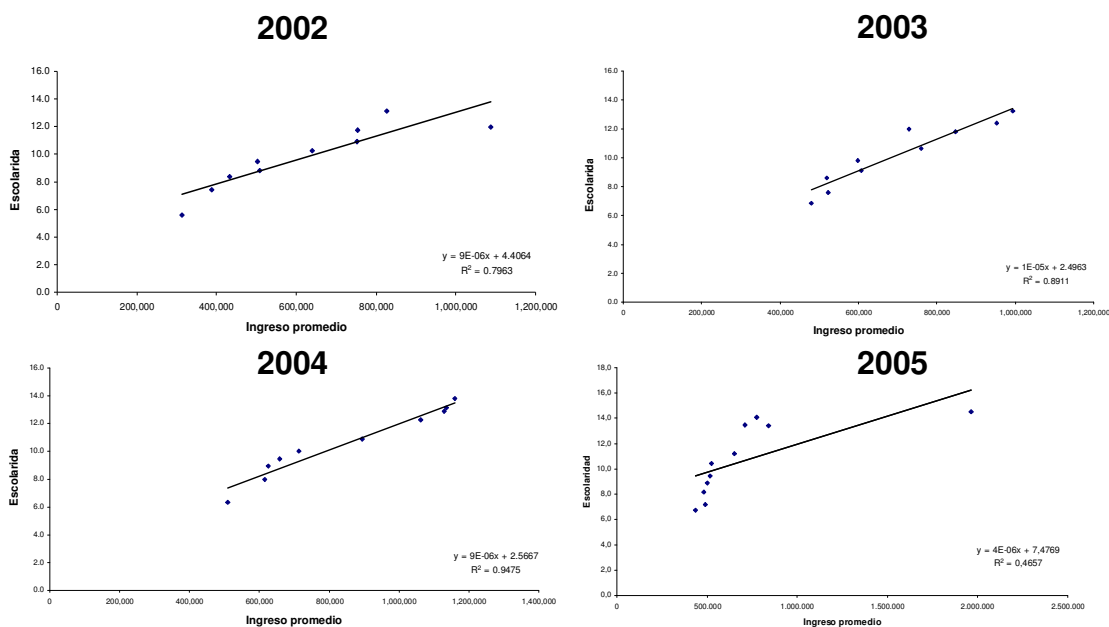 2002
16.0
14.0
12.0
10.0
8.0
6.0
4.0
2.0
0.0
Escolarida
y = 9E-06x + 4.4064
R² = 0.7963
0 200,000 400,000 600,000 800,000 1,000,000 1,200,000
Ingreso promedio
2003
16.0
14.0
12.0
10.0
8.0
6.0
4.0
2.0
0.0
Escolarida
y = 1E-05x + 2.4963
R² = 0.8911
0 200,000 400,000 600,000 800,000 1,000,000 1,200,000
Ingreso promedio
2004
16.0
14.0
12.0
10.0
8.0
6.0
4.0
2.0
0.0
Escolarida
y = 9E-06x + 2.5667
R² = 0.9475
0 200,000 400,000 600,000 800,000 1,000,000 1,200,000 1,400,000
Ingreso promedio
2005
18,0
16,0
14,0
12,0
10,0
8,0
6,0
4,0
2,0
0,0
Escolaridad
y = 4E-06x + 7,4769
R² = 0,4657
0 500.000 1.000.000 1.500.000 2.000.000 2.500.000
Ingreso promedio